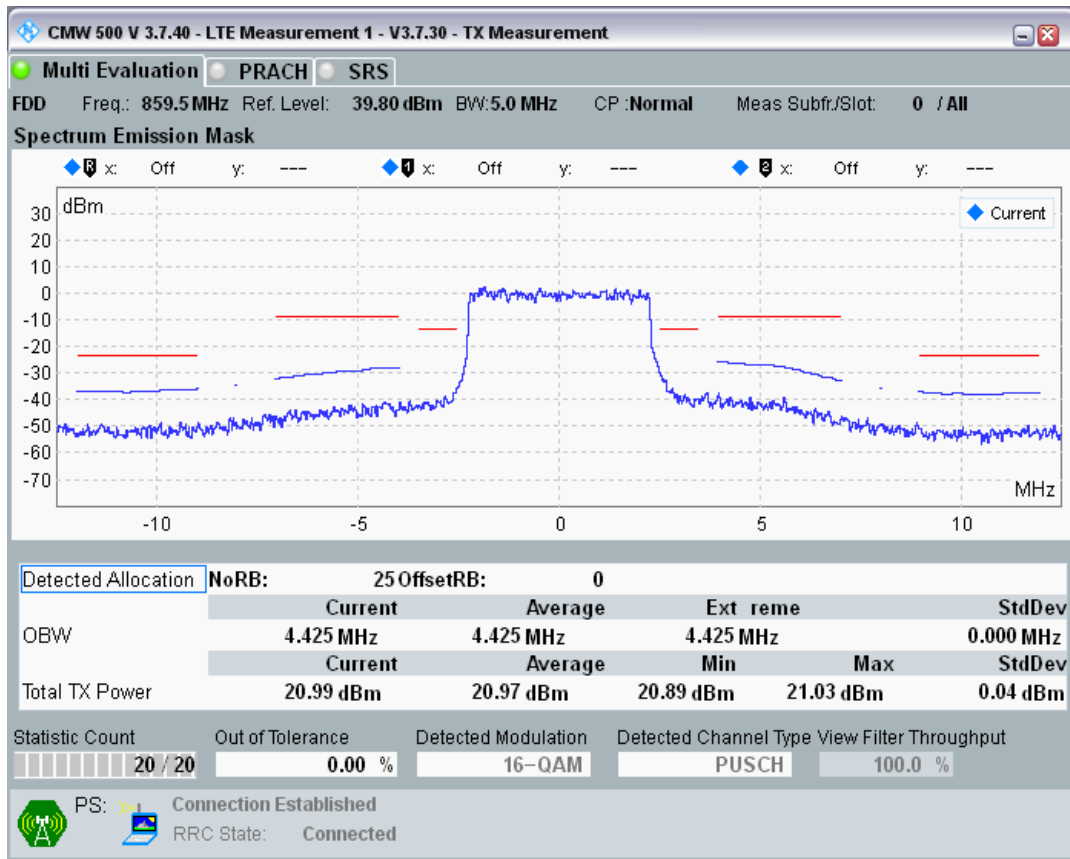 CMW 500 V 3.7.40 - LTE Measurement 1 - V3.7.30 - TX Measurement
Multi Evaluation PRACH SRS
FDD Freq.: 859.5 MHz Ref. Level: 39.80 dBm BW: 5.0 MHz CP :Normal Meas Subfr./Slot: 0 / All
Spectrum Emission Mask
R x: Off y: --- 1 x: Off y: --- 2 x: Off y: ---
dBm
Current
30
20
10
0
-10
-20
-30
-40
-50
-60
-70
MHz
-10 -5 0 5 10
Detected Allocation NoRB: 25 OffsetRB: 0
Current Average Ext reme StdDev
OBW 4.425 MHz 4.425 MHz 4.425 MHz 0.000 MHz
Current Average Min Max StdDev
Total TX Power 20.99 dBm 20.97 dBm 20.89 dBm 21.03 dBm 0.04 dBm
Statistic Count Out of Tolerance Detected Modulation Detected Channel Type View Filter Throughput
20 / 20 0.00 % 16-QAM PUSCH 100.0 %
PS: Connection Established
RRC State: Connected